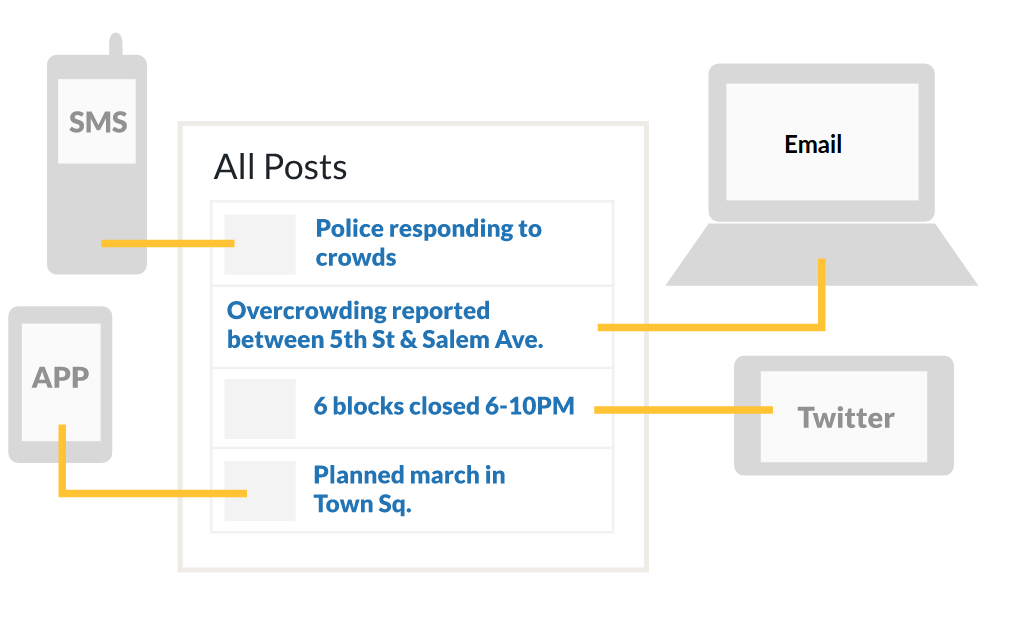 SMS
Email
All Posts
Police responding to
crowds
Overcrowding reported
between 5th St & Salem Ave.
APP
6 blocks closed 6-10PM
Twitter
Planned march in
Town Sq.